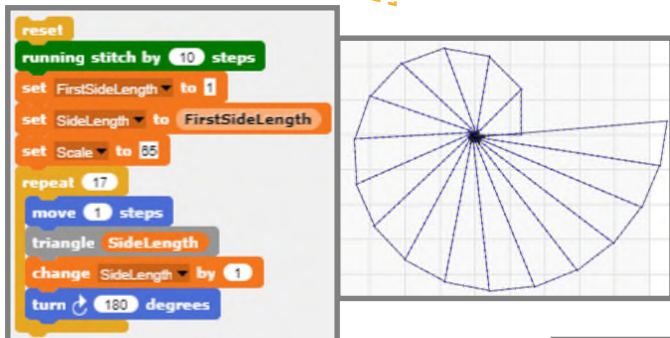 reset
running stitch by 10 steps
set FirstSideLength to 1
set SideLength to FirstSideLength
set Scale to 65
repeat 17
move 1 steps
triangle SideLength
change SideLength by 1
turn 180 degrees